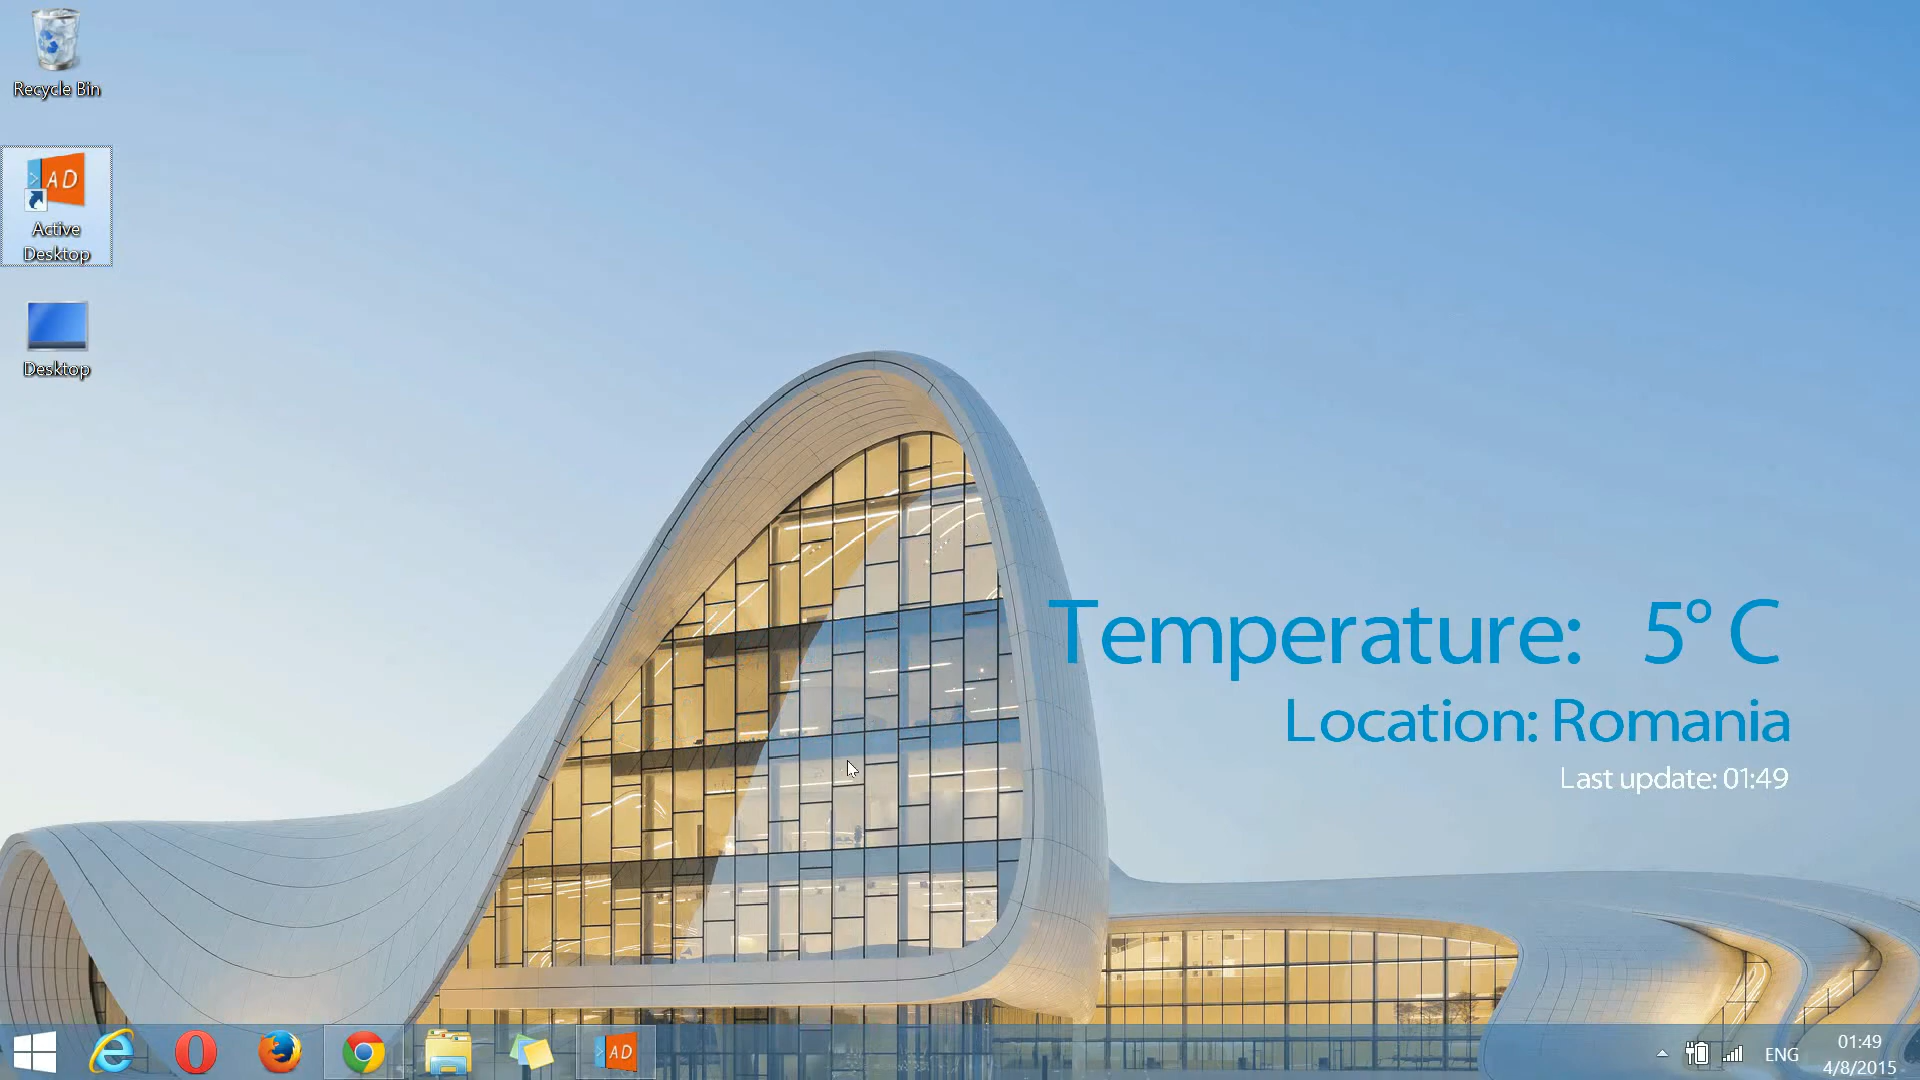 Recycle Bin
AD
Active
Desktop
Desktop
Temperature: 5° C
Location: Romania
Last update: 01:49
AD
ENG
01:49
4/8/2015